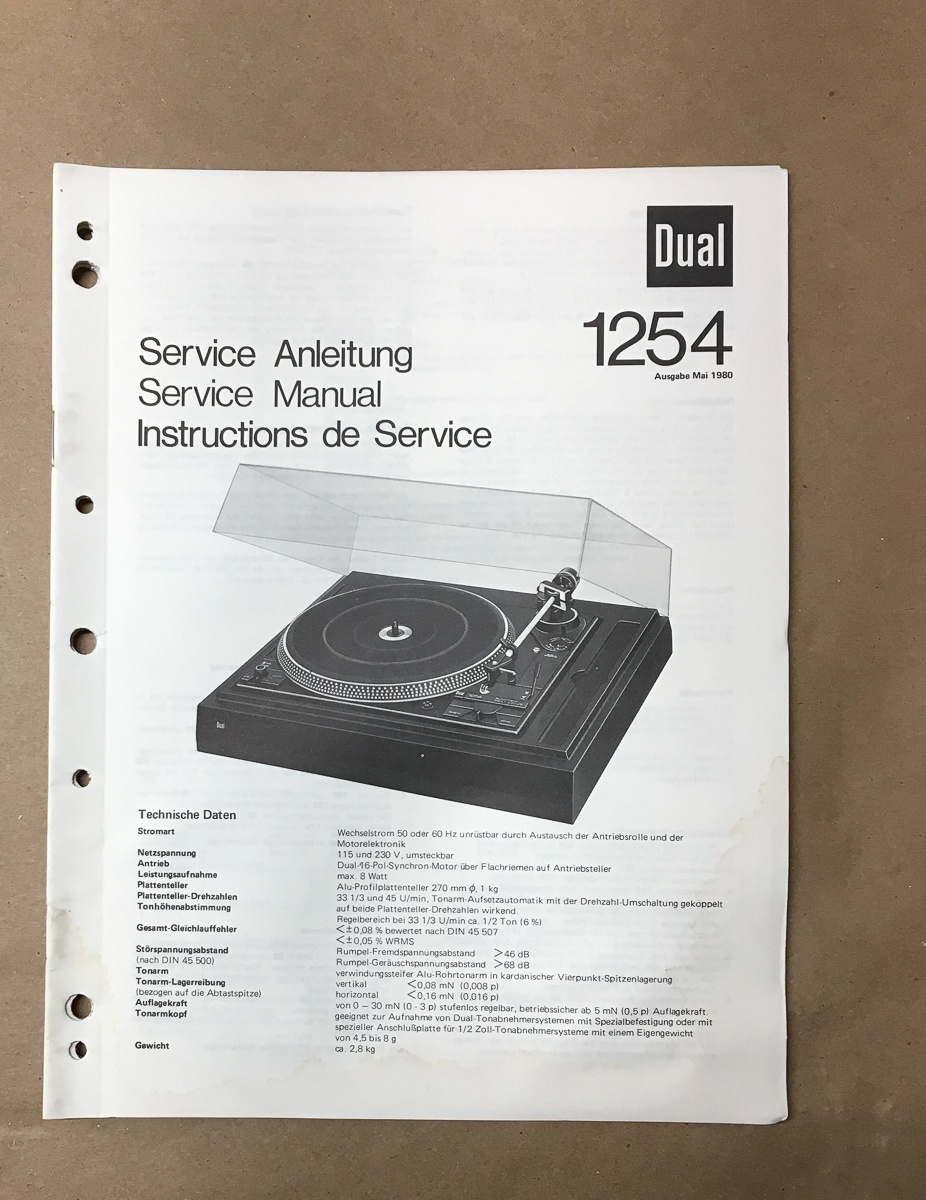 Dual
1254
Ausgabe Mai 1980
Service Anleitung
Service Manual
Instructions de Service
Dual
Technische Daten
Stromart Wechselstrom 50 oder 60 Hz umrüstbar durch Austausch der Antriebsrolle und der
Motorelektronik
Netzspannung 115 und 230 V, umsteckbar
Antrieb Dual-16-Pol-Synchron-Motor über Flachriemen auf Antriebsteller
Leistungsaufnahme max. 8 Watt
Plattenteller Alu-Profilplattenteller 270 mm ϕ, 1 kg
Plattenteller-Drehzahlen 33 1/3 und 45 U/min, Tonarm-Aufsetzautomatik mit der Drehzahl-Umschaltung gekoppelt
Tonhöhenabstimmung auf beide Plattenteller-Drehzahlen wirkend.
Regelbereich bei 33 1/3 U/min ca. 1/2 Ton (6 %)
Gesamt-Gleichlauffehler <±0,08 % bewertet nach DIN 45 507
<±0,05 % WRMS
Störspannungsabstand Rumpel-Fremdspannungsabstand >46 dB
(nach DIN 45 500) Rumpel-Geräuschspannungsabstand >68 dB
Tonarm verwindungssteifer Alu-Rohrtonarm in kardanischer Vierpunkt-Spitzenlagerung
Tonarm-Lagerreibung vertikal <0,08 mN (0,008 p)
(bezogen auf die Abtastspitze) horizontal <0,16 mN (0,016 p)
Auflagekraft von 0 – 30 mN (0 - 3 p) stufenlos regelbar, betriebssicher ab 5 mN (0,5 p) Auflagekraft.
Tonarmkopf geeignet zur Aufnahme von Dual-Tonabnehmersystemen mit Spezialbefestigung oder mit
spezieller Anschlußplatte für 1/2 Zoll-Tonabnehmersysteme mit einem Eigengewicht
von 4,5 bis 8 g
Gewicht ca. 2,8 kg